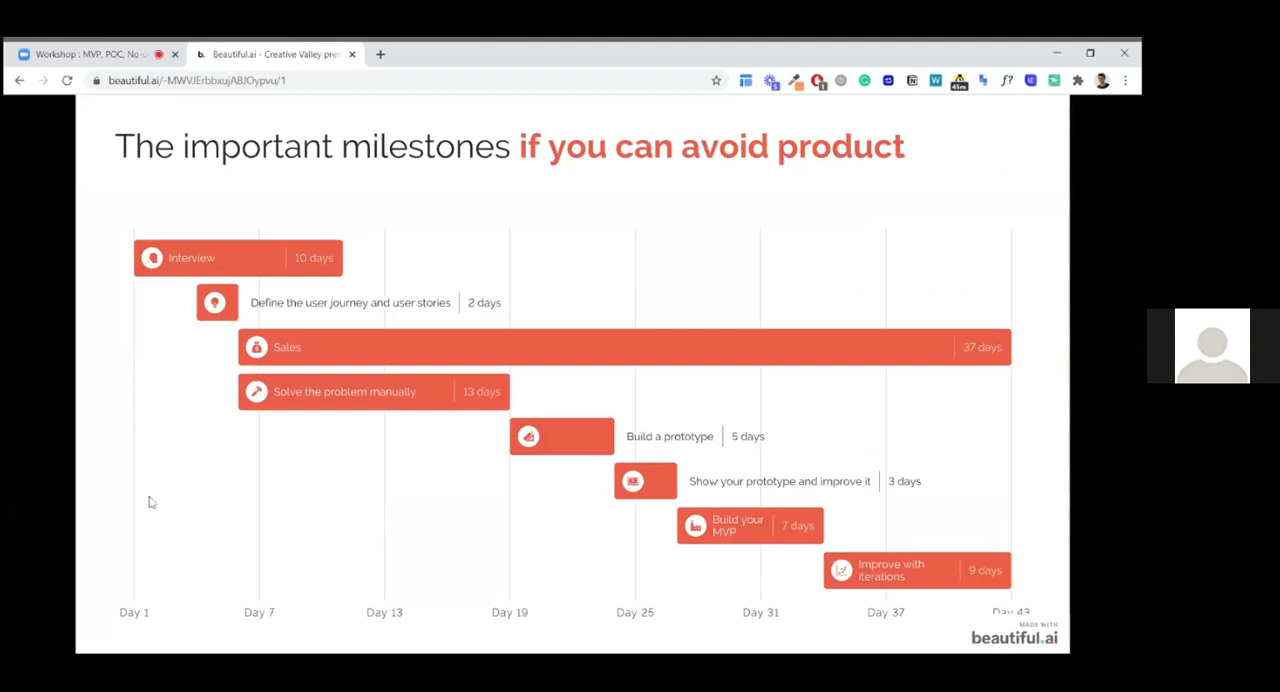 Workshop : MVP, POC, No-
b. Beautiful.ai - Creative Valley pre
beautiful.ai/-MWVJErbbxujABJOypvu/1
45m
f?
The important milestones if you can avoid product
Interview 10 days
Define the user journey and user stories 2 days
Sales 37 days
Solve the problem manually 13 days
Build a prototype 5 days
Show your prototype and improve it 3 days
Build your
MVP 7 days
Improve with
iterations 9 days
Day 1 Day 7 Day 13 Day 19 Day 25 Day 31 Day 37 Day 43
MADE WITH
beautiful.ai